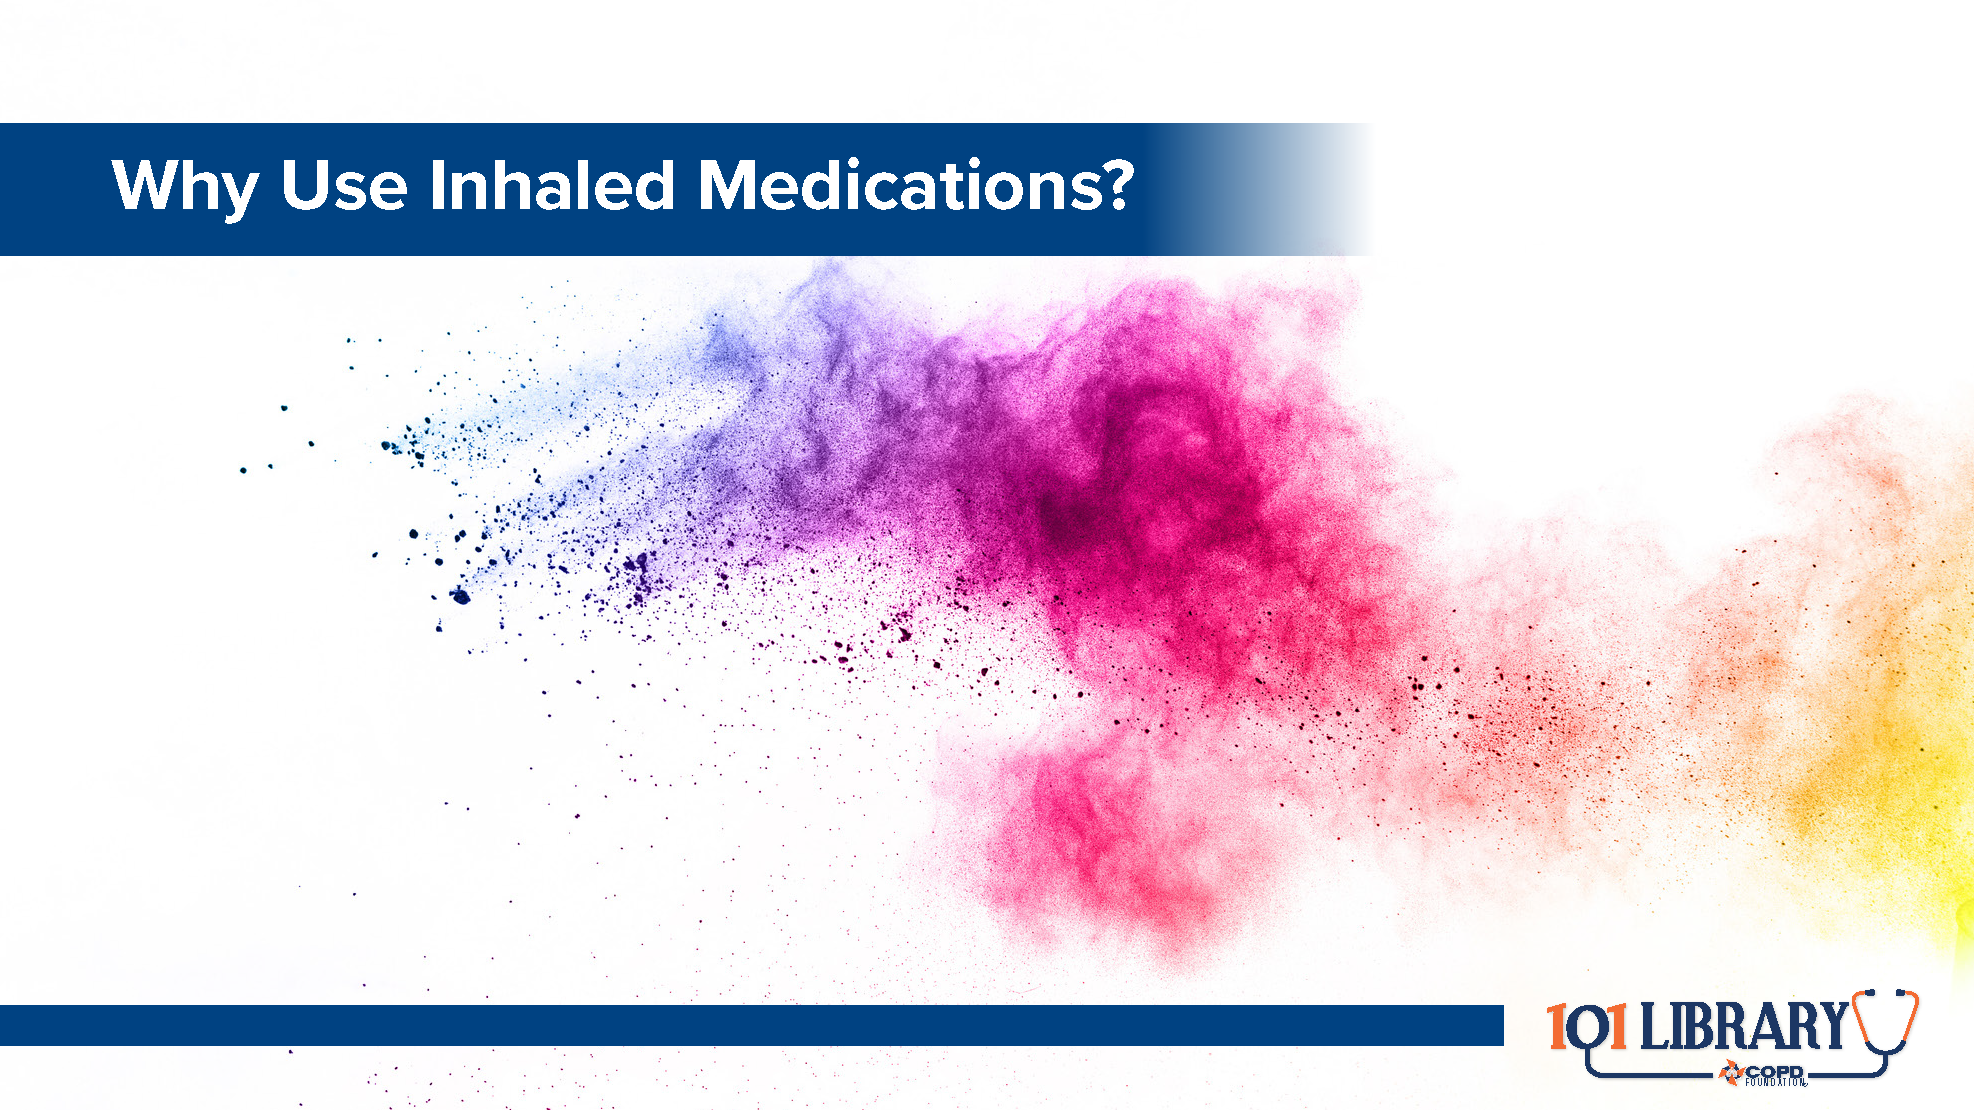 Why Use Inhaled Medications?
101 LIBRARY
COPD
FOUNDATION